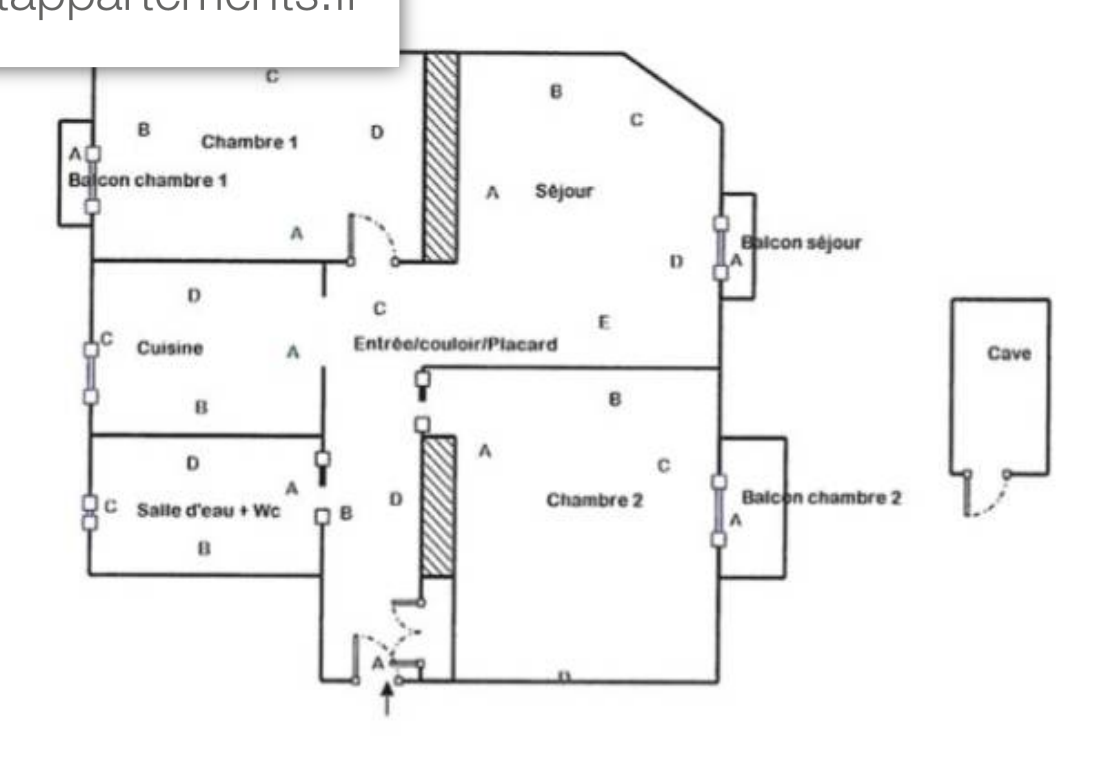 C
B
Chambre 1
D
A
Balcon chambre 1
A
B
C
A
Séjour
Balcon séjour
D
A
E
D
C
Cuisine
A
B
C
Entrée/couloir/Placard
Cave
D
A
C
Salle d'eau + Wc
B
B
D
A
B
A
C
Chambre 2
Balcon chambre 2
A
D